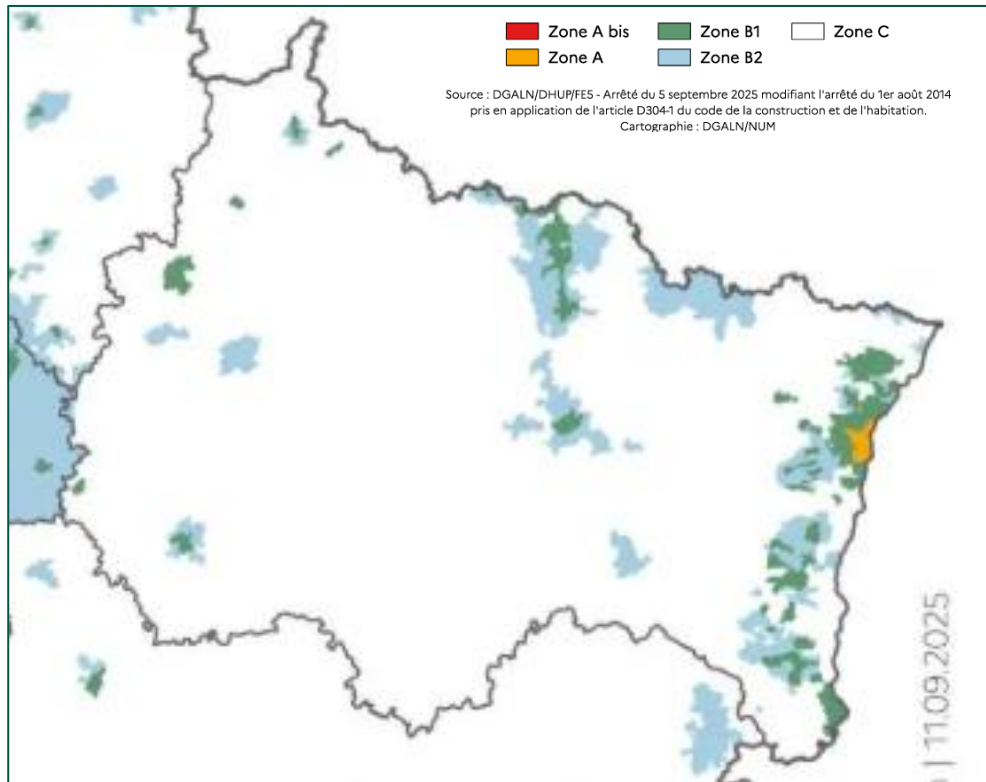 Zone A bis
Zone B1
Zone C
Zone A
Zone B2
Source : DGALN/DHUP/FE5 - Arrêté du 5 septembre 2025 modifiant l'arrêté du 1er août 2014
pris en application de l'article D304-1 du code de la construction et de l'habitation.
Cartographie : DGALN/NUM
| 11.09.2025